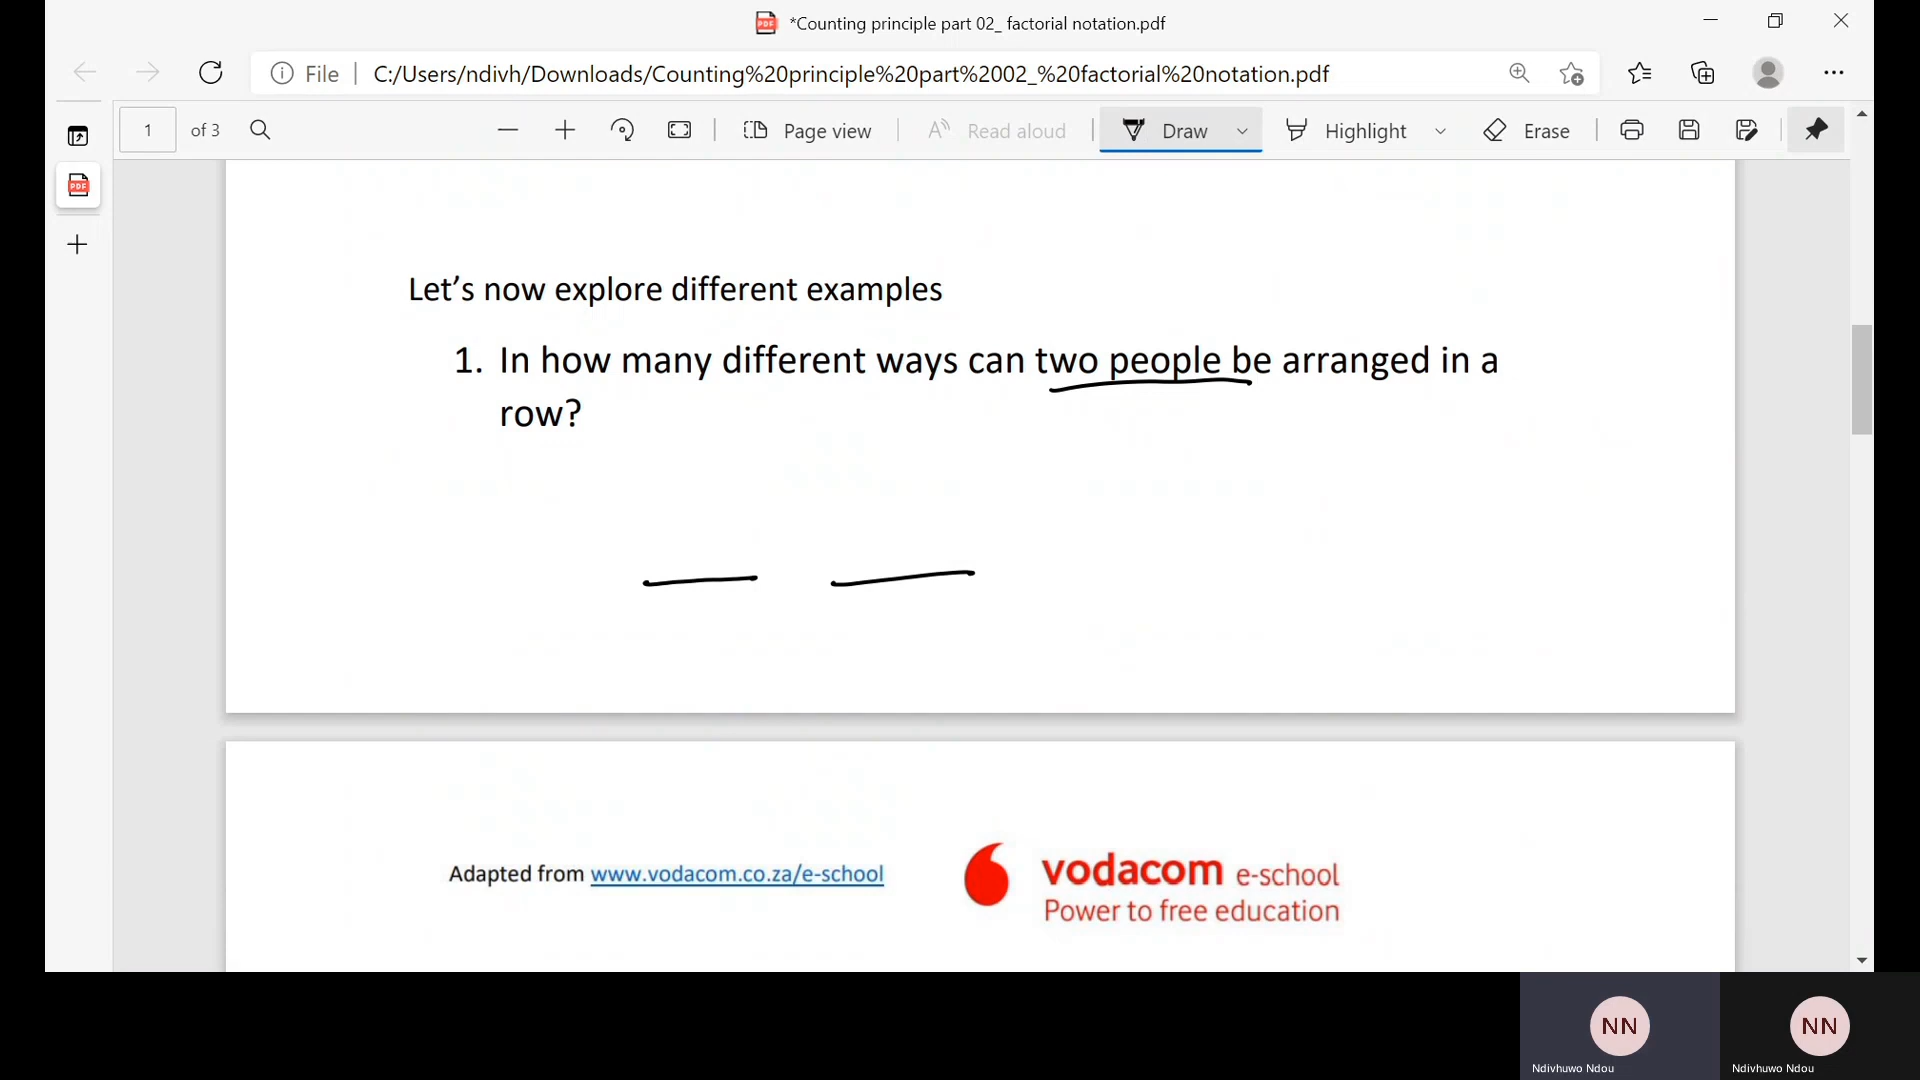 *Counting principle part 02_ factorial notation.pdf
File | C:/Users/ndivh/Downloads/Counting%20principle%20part%2002_%20factorial%20notation.pdf
1 of 3 Page view Read aloud Draw Highlight Erase
Let's now explore different examples
1. In how many different ways can two people be arranged in a
row?
Adapted from www.vodacom.co.za/e-school
vodacom e-school
Power to free education
NN NN
Ndivhuwo Ndou Ndivhuwo Ndou